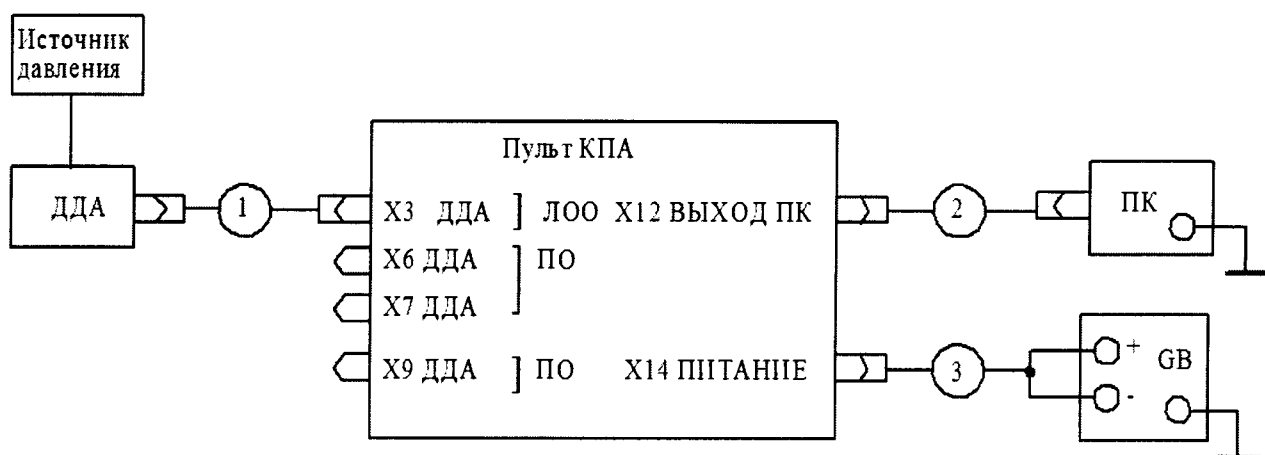 Источник
давления
ДДА
1
Пульт КПА
X3 ДДА ] ЛОО X12 ВЫХОД ПК
X6 ДДА ] ПО
X7 ДДА
X9 ДДА ] ПО X14 ПИТАНИЕ
2
ПК
3
+
GB
-